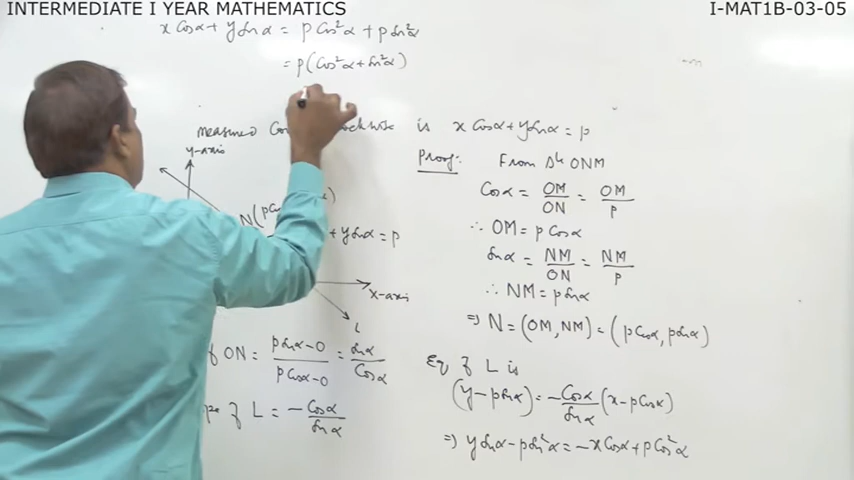 INTERMEDIATE I YEAR MATHEMATICS
I-MAT1B-03-05
x Cosα + y Sinα = p Cos²α + p Sin²α
= p(Cos²α + Sin²α)
measured is x Cosα + y Sinα = p
y-axis
N(p
+ y Sinα = p
x-axis
L
ON = (p Sinα - 0)/(p Cosα - 0) = Sinα/Cosα
L = - Cosα/Sinα
Proof: From Δle ONM
Cosα = OM/ON = OM/p
∴ OM = p Cosα
Sinα = NM/ON = NM/p
∴ NM = p Sinα
⇒ N = (OM, NM) = (p Cosα, p Sinα)
Eq of L is
(y - p Sinα) = - Cosα/Sinα (x - p Cosα)
⇒ y Sinα - p Sin²α = - x Cosα + p Cos²α